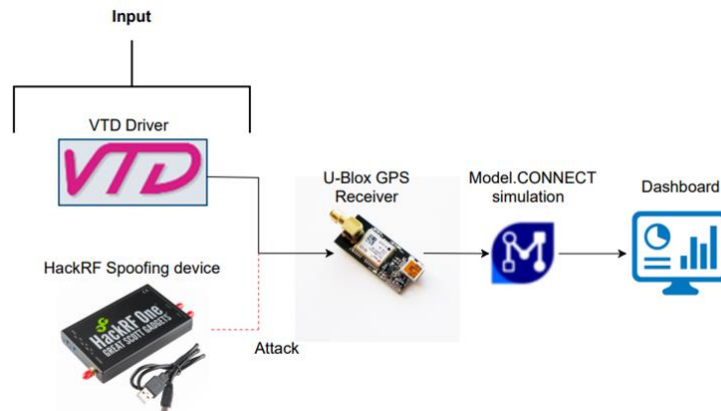 Input
VTD Driver
VTD
U-Blox GPS
Receiver
Model.CONNECT
simulation
Dashboard
HackRF Spoofing device
HackRF One
GREAT SCOTT GADGETS
Attack